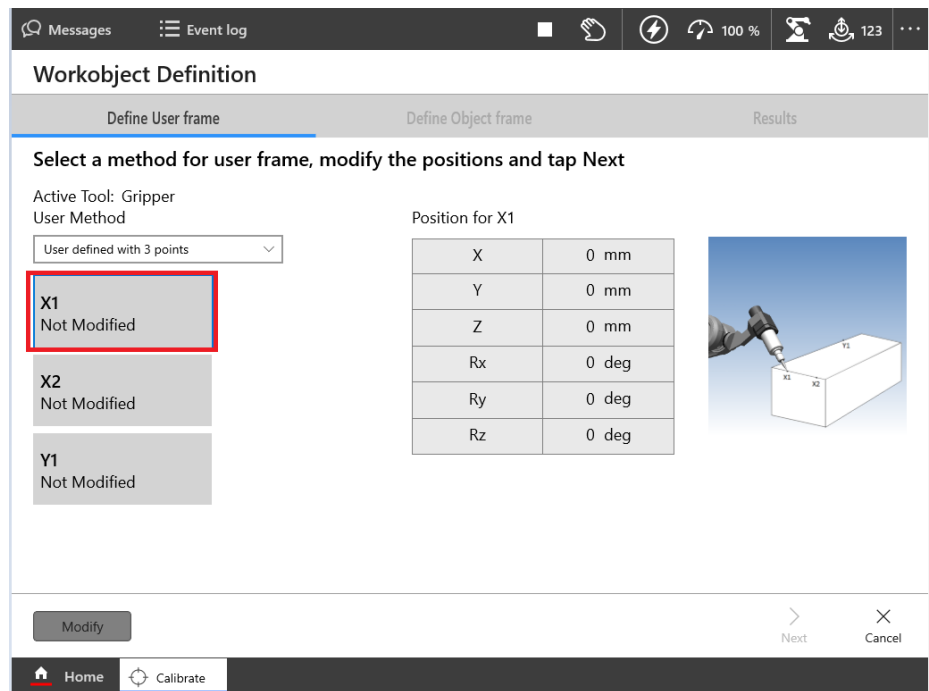 Messages Event log 100 % 123 ...
Workobject Definition
Define User frame Define Object frame Results
Select a method for user frame, modify the positions and tap Next
Active Tool: Gripper
User Method Position for X1
User defined with 3 points
X 0 mm
X1
Not Modified
Y 0 mm
Z 0 mm
Rx 0 deg
X2
Not Modified
Ry 0 deg
Rz 0 deg
Y1
Not Modified
Y1
X1 X2
Modify Next Cancel
Home Calibrate